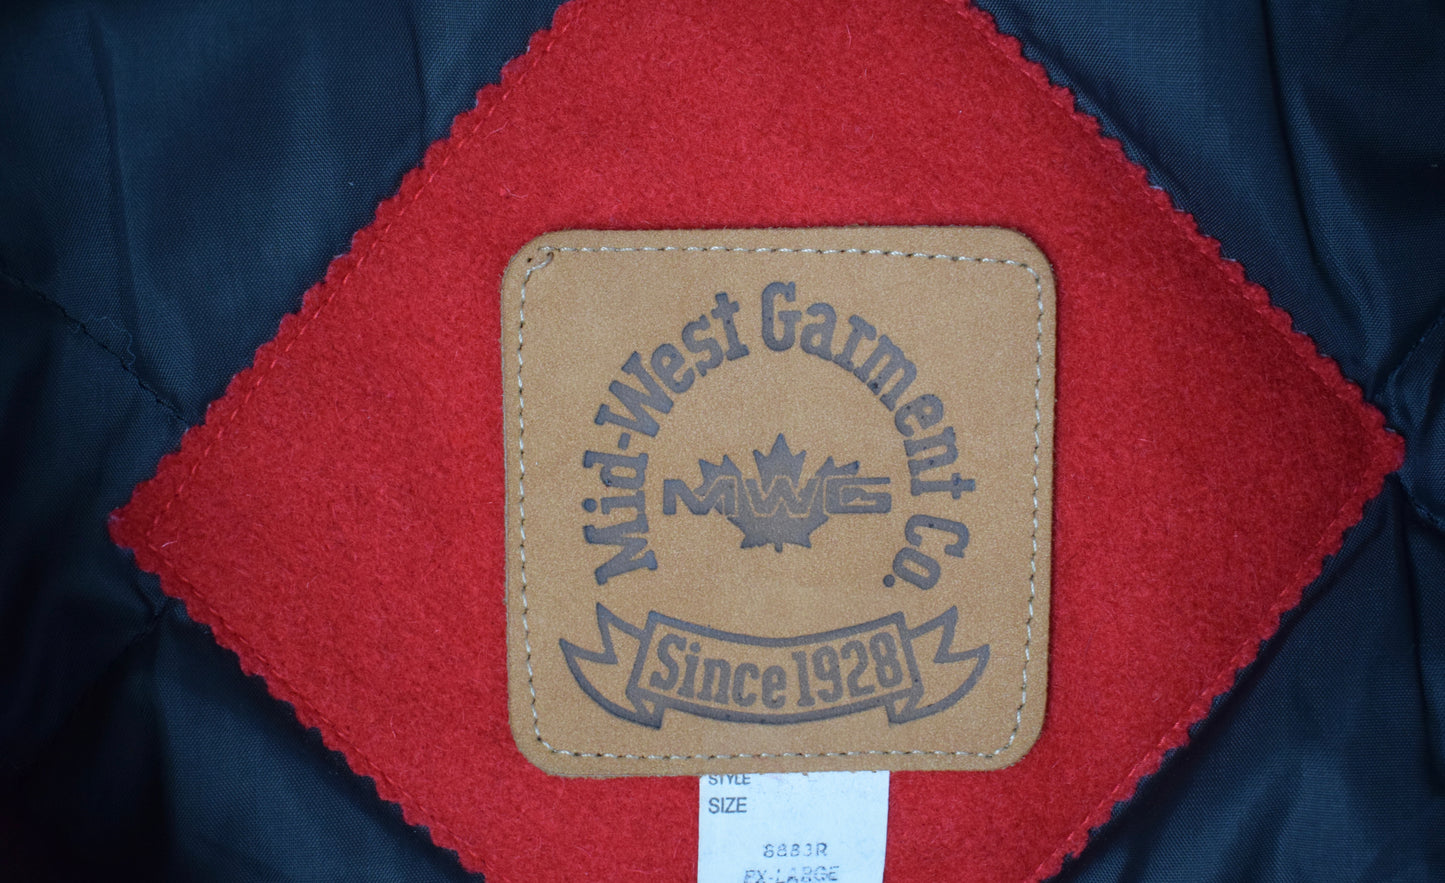 Mid-West Garment Co.
MWG
Since 1928
STYLE
SIZE
8883R
EX-LARGE